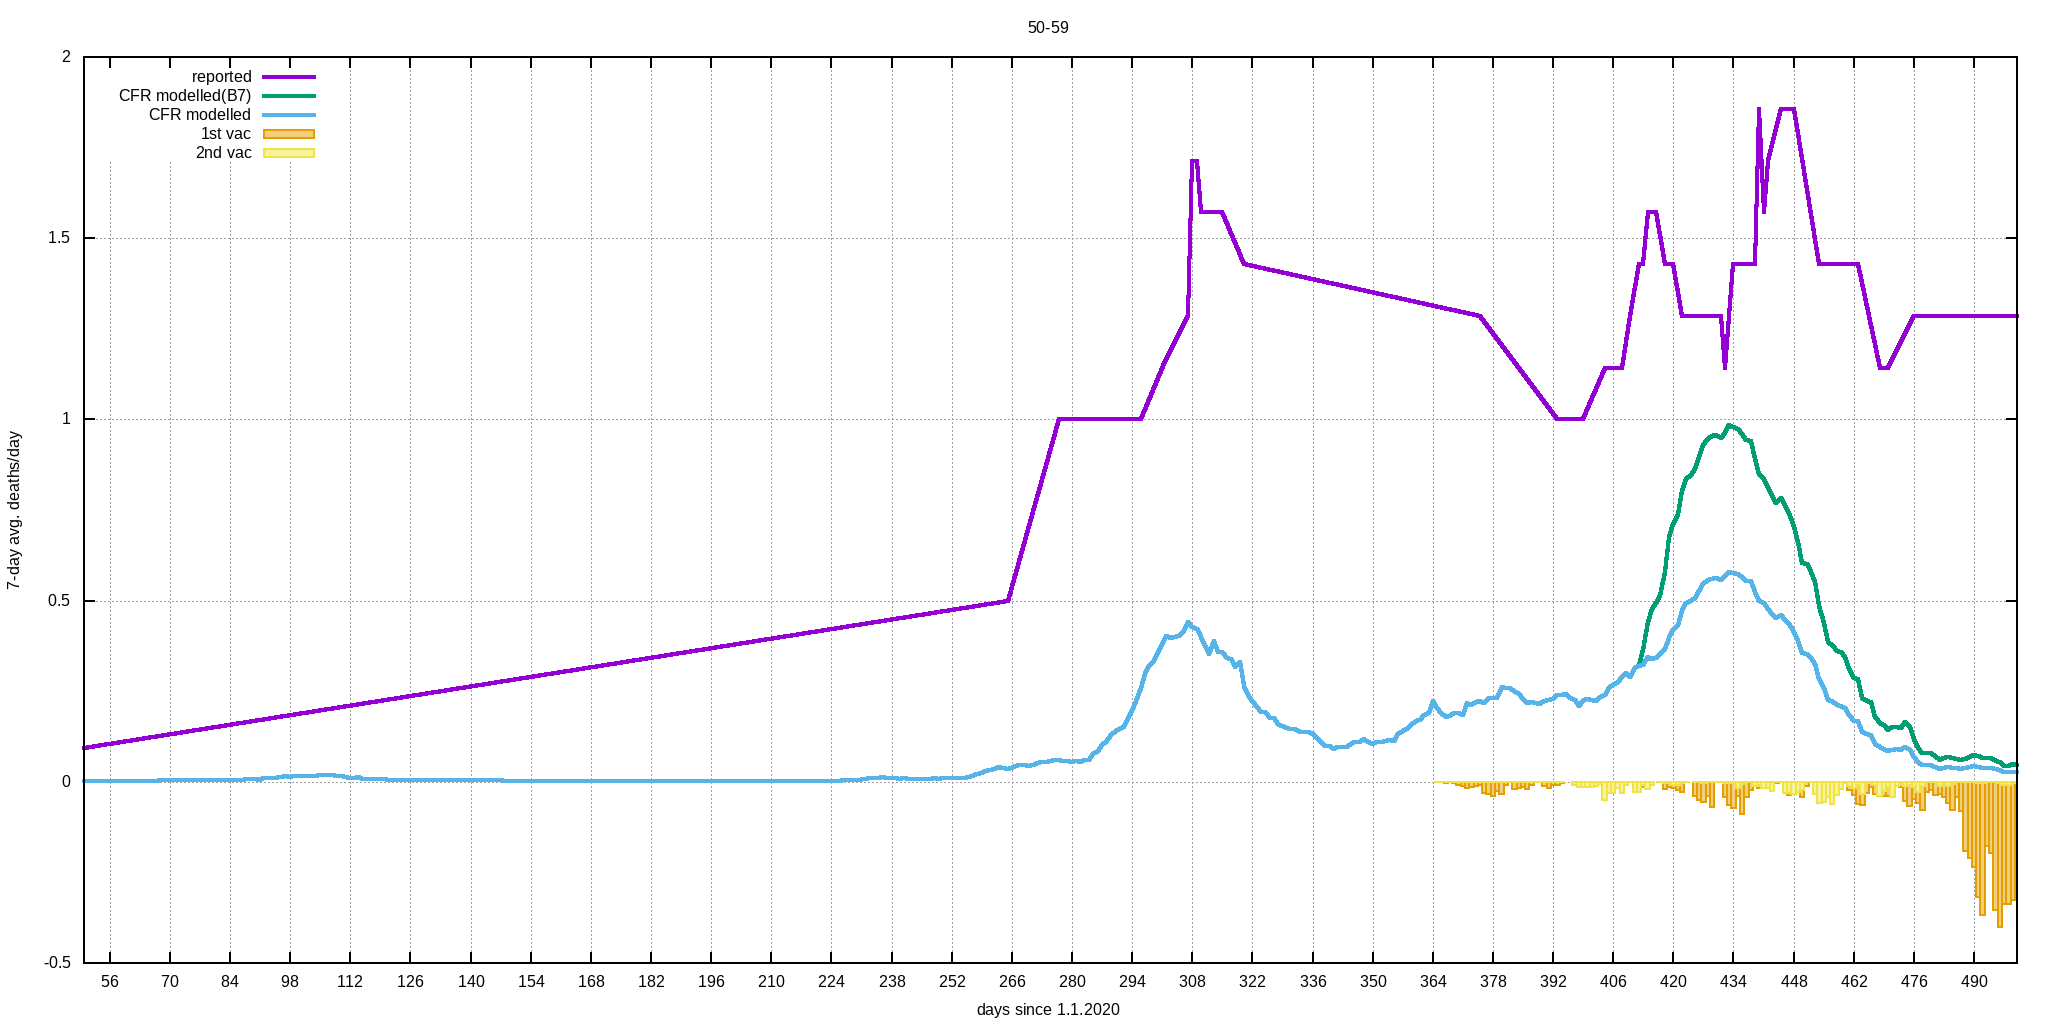 50-59
reported
CFR modelled(B7)
CFR modelled
1st vac
2nd vac
2
1.5
1
0.5
0
-0.5
7-day avg. deaths/day
56 70 84 98 112 126 140 154 168 182 196 210 224 238 252 266 280 294 308 322 336 350 364 378 392 406 420 434 448 462 476 490
days since 1.1.2020